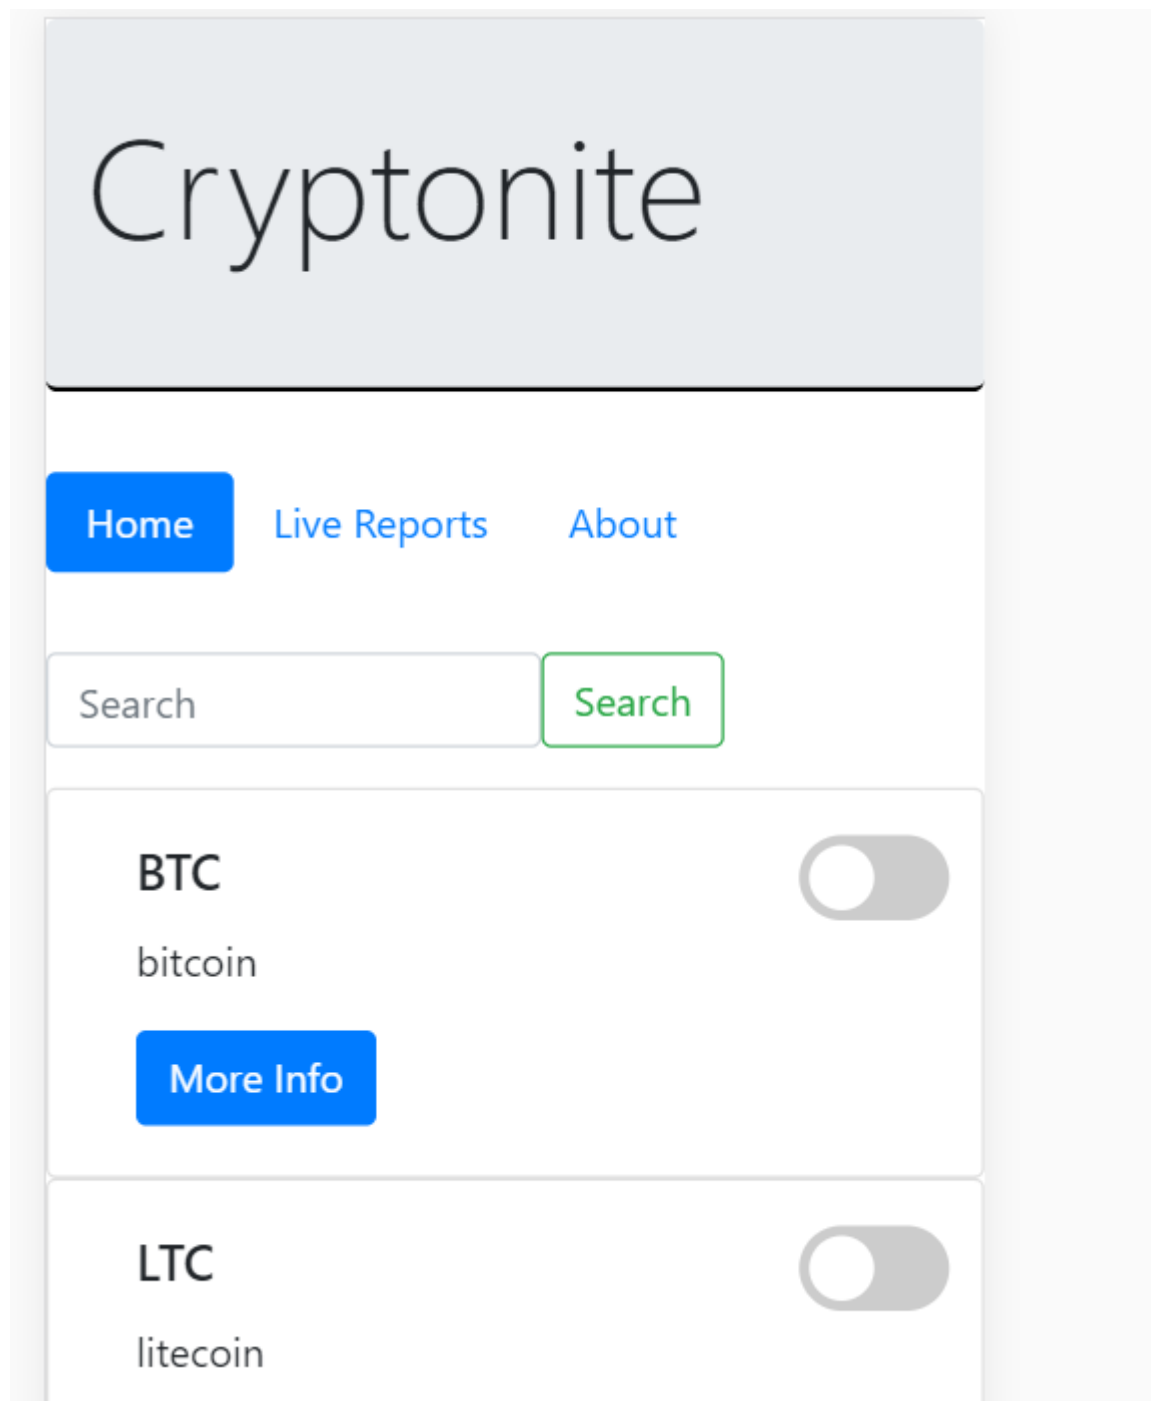 Cryptonite
Home Live Reports About
Search Search
BTC
bitcoin
More Info
LTC
litecoin